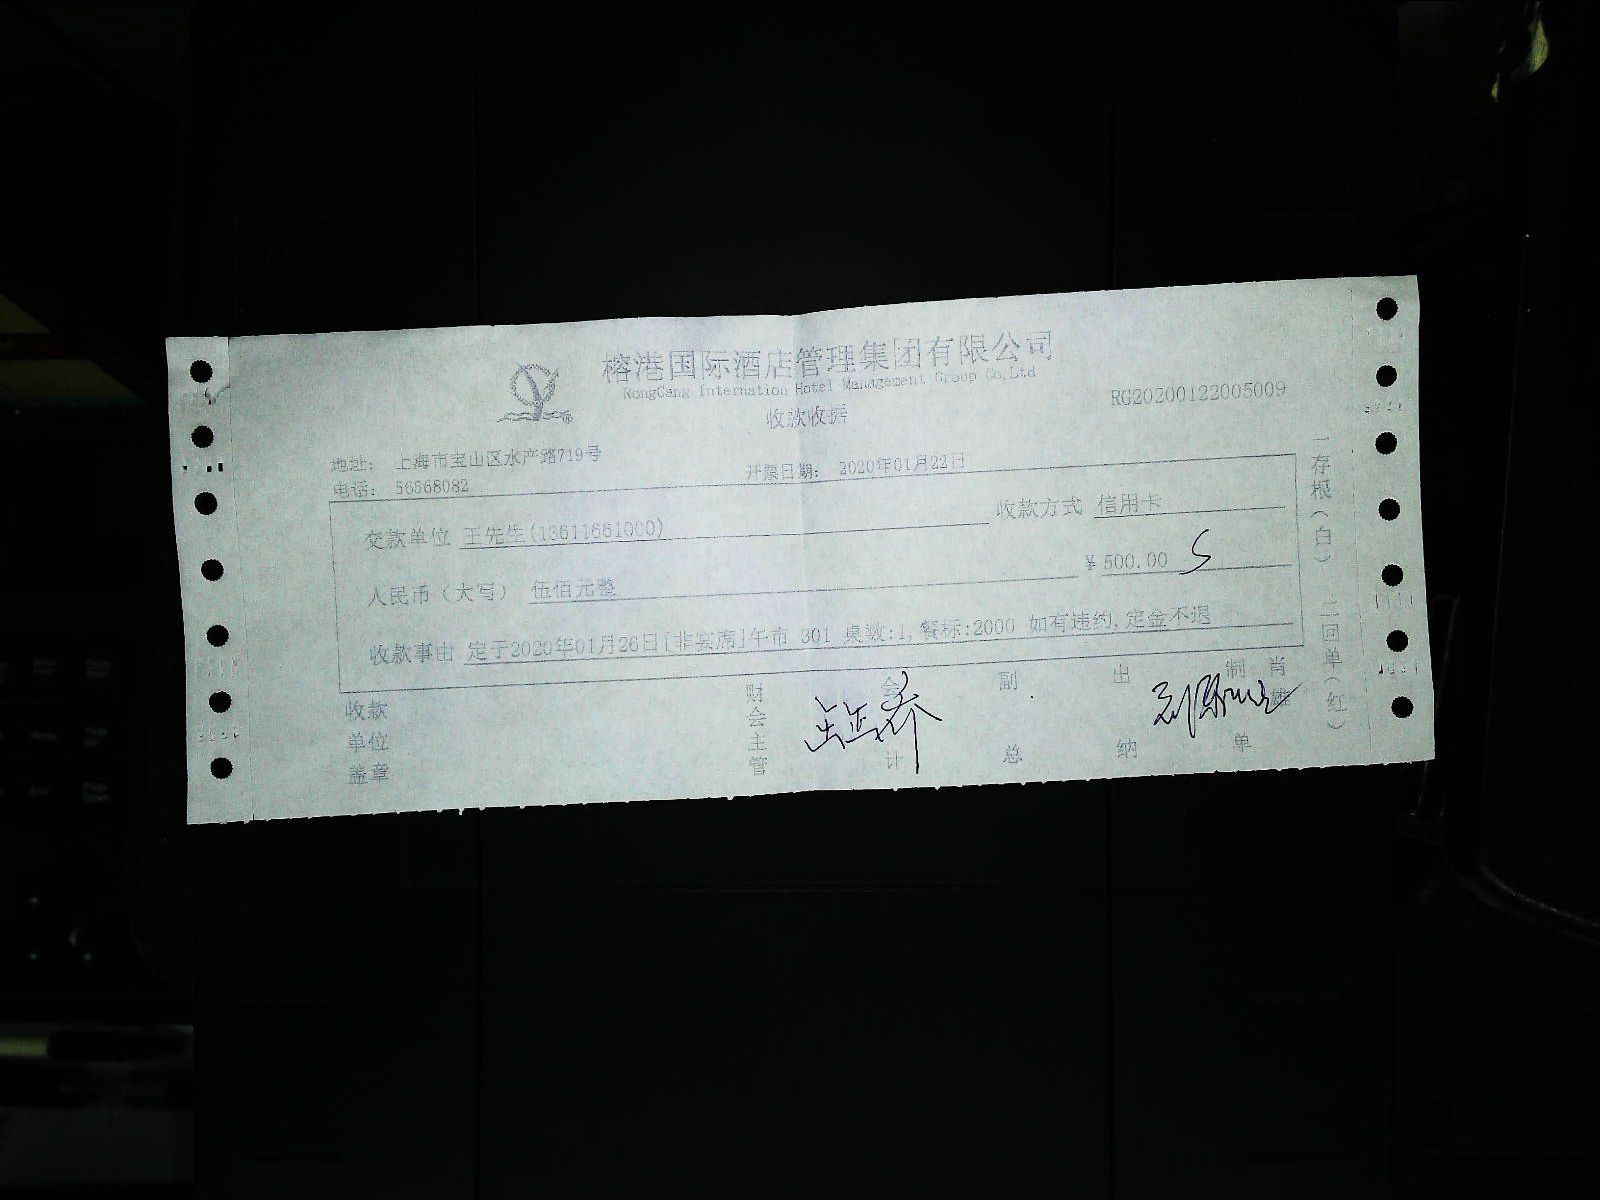 榕港国际酒店管理集团有限公司
RongGang Internation Hotel Management Group Co,Ltd
收款收据
RG20200122005009
地址： 上海市宝山区水产路719号
电话： 56568082
开票日期： 2020年01月22日
交款单位 王先生(13611661000) 收款方式 信用卡
人民币（大写） 伍佰元整 ¥ 500.00
收款事由 定于2020年01月26日[非宴席]午市 301 桌数:1,餐标:2000 如有违约,定金不退
收款单位盖章 财会主管 会计 副总 出纳 制单 肖雄
一存根（白） 二回单（红）